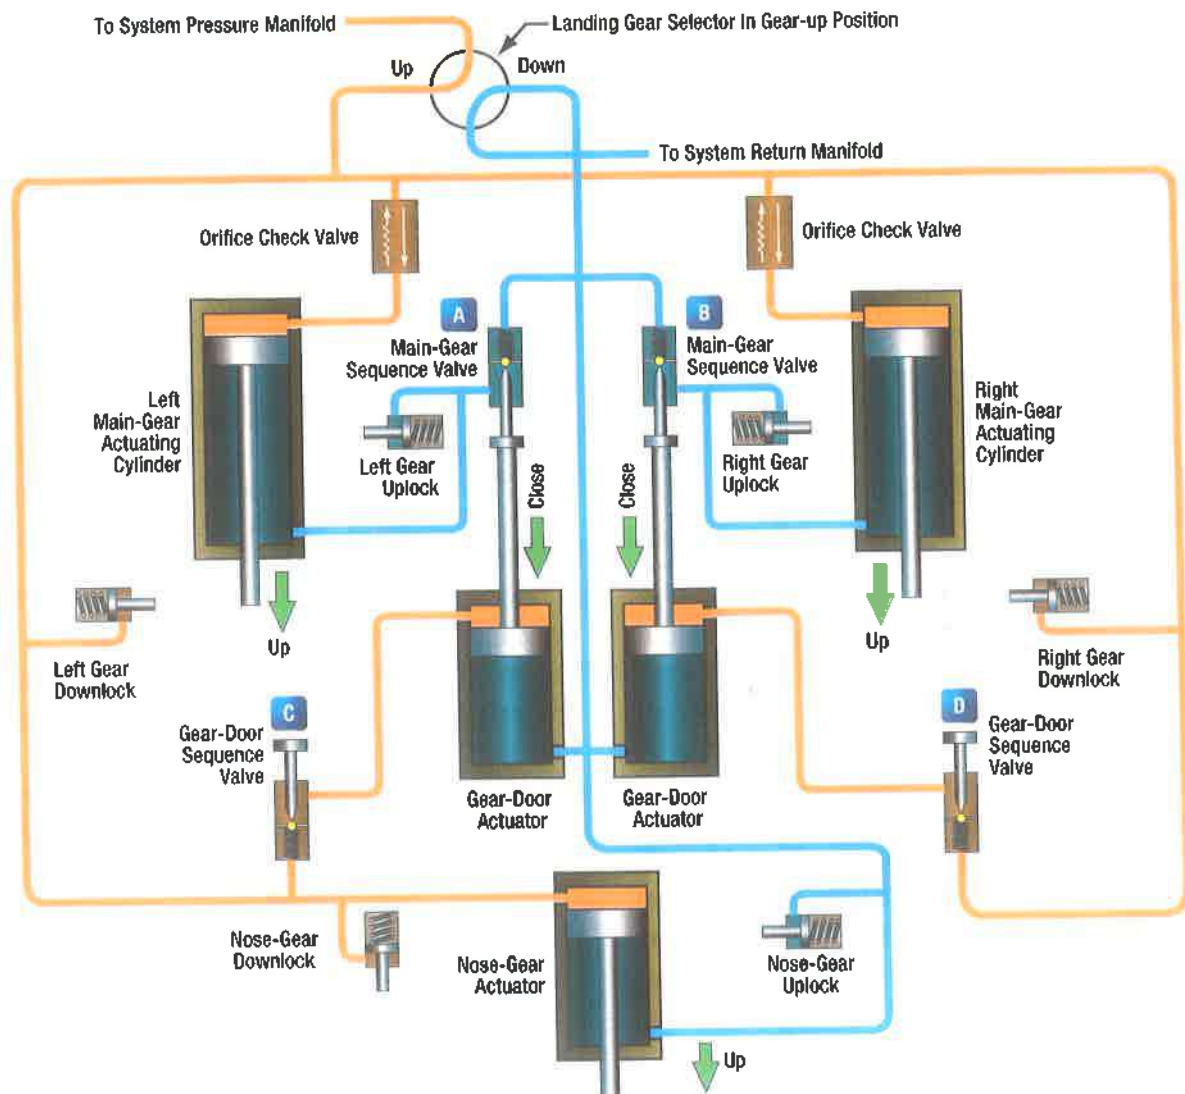 To System Pressure Manifold
Landing Gear Selector In Gear-up Position
Up
Down
To System Return Manifold
Orifice Check Valve
Orifice Check Valve
A
B
Main-Gear
Sequence Valve
Main-Gear
Sequence Valve
Left
Main-Gear
Actuating
Cylinder
Right
Main-Gear
Actuating
Cylinder
Left Gear
Uplock
Right Gear
Uplock
Close
Close
Up
Up
Left Gear
Downlock
Right Gear
Downlock
C
D
Gear-Door
Sequence
Valve
Gear-Door
Sequence
Valve
Gear-Door
Actuator
Gear-Door
Actuator
Nose-Gear
Downlock
Nose-Gear
Actuator
Nose-Gear
Uplock
Up